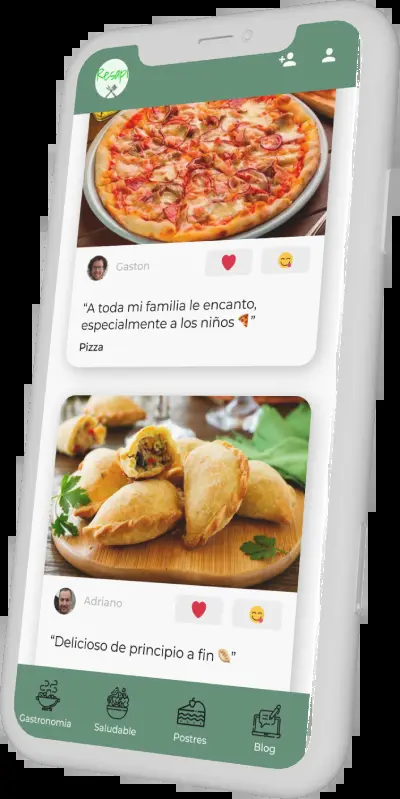 Resapi
Gaston
“A toda mi familia le encanto,
especialmente a los niños 🍕”
Pizza
Adriano
“Delicioso de principio a fin 🥟”
Gastronomia
Saludable
Postres
Blog